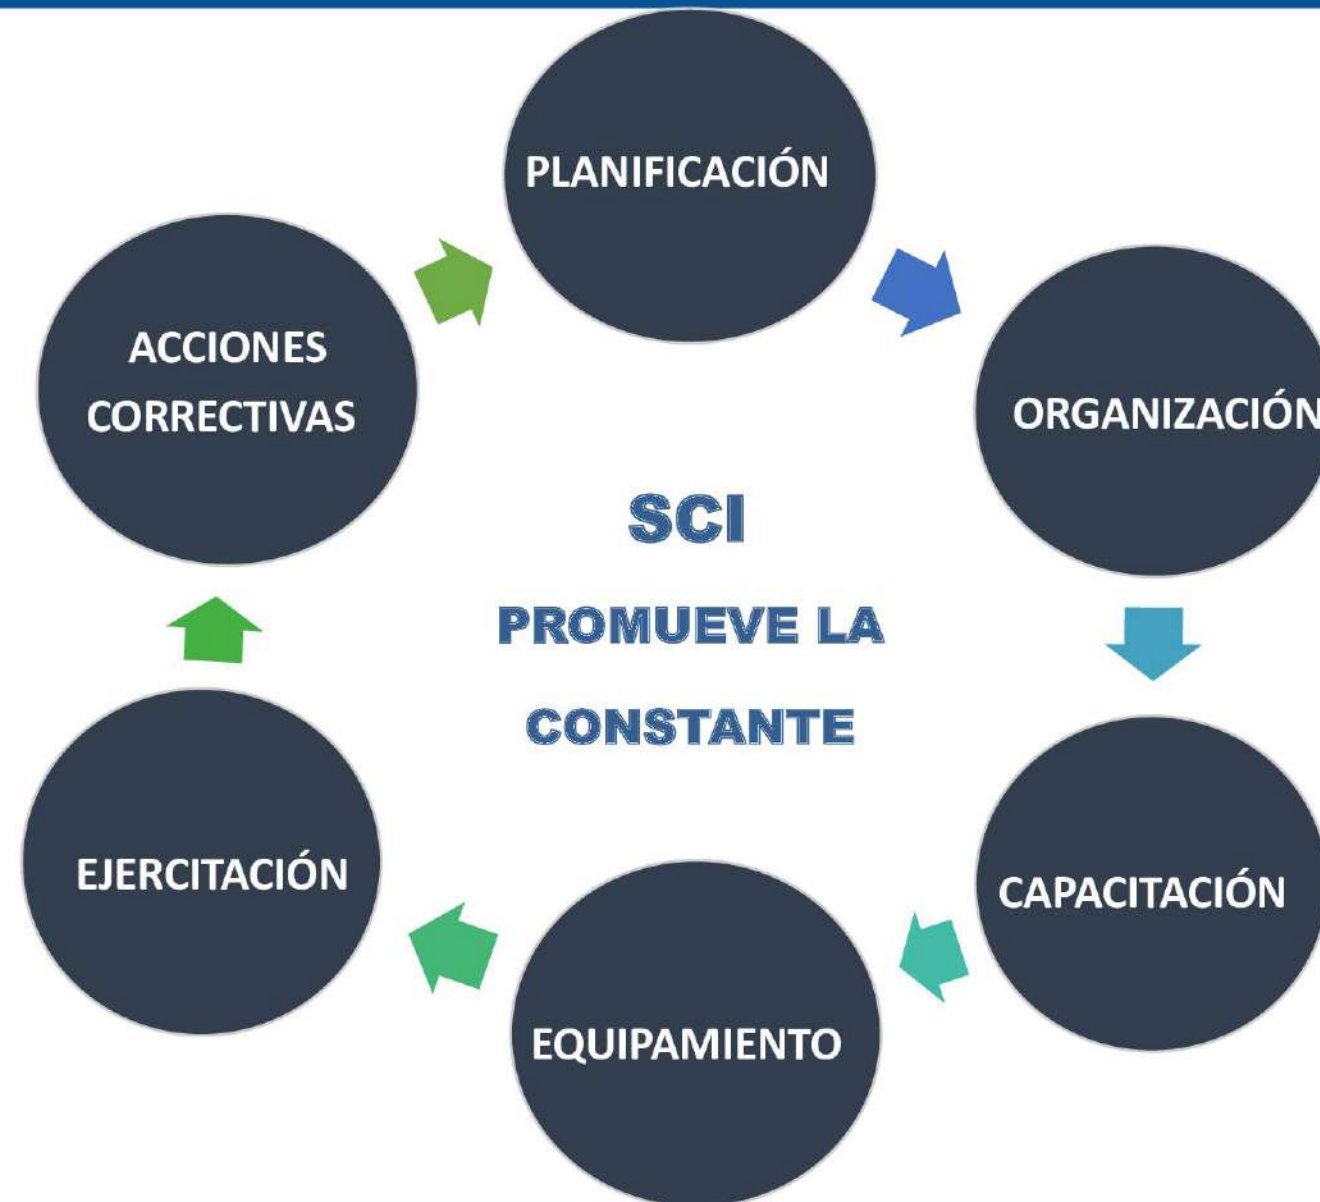 PLANIFICACIÓN
ORGANIZACIÓN
CAPACITACIÓN
EQUIPAMIENTO
EJERCITACIÓN
ACCIONES
CORRECTIVAS
SCI
PROMUEVE LA
CONSTANTE